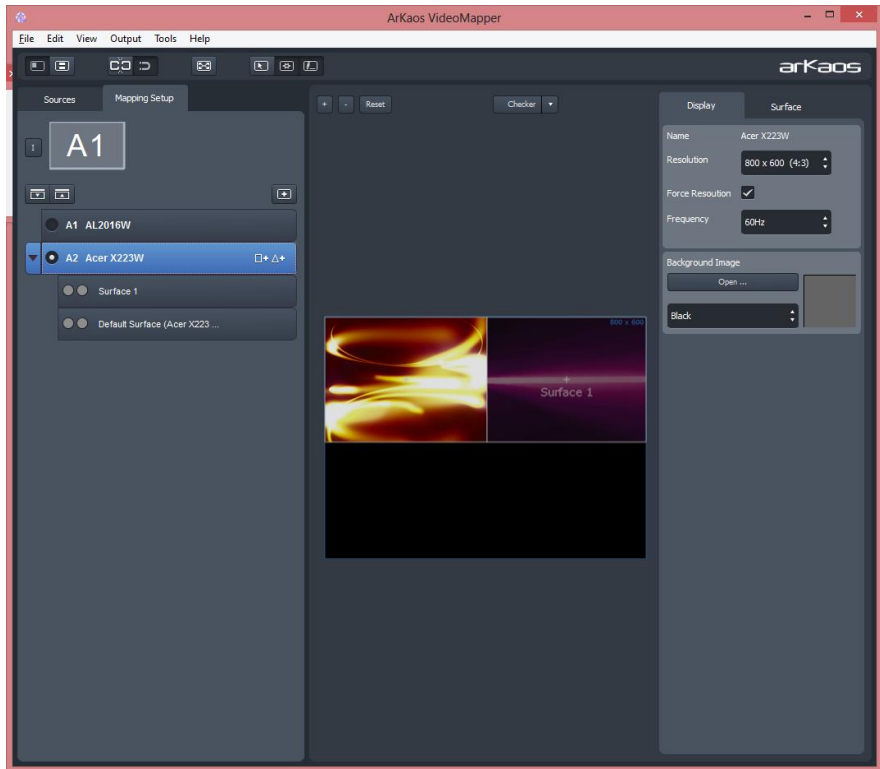 ArKaos VideoMapper
File Edit View Output Tools Help
arkaos
Sources Mapping Setup
+ - Reset Checker
Display Surface
A1
Name Acer X223W
Resolution 800 x 600 (4:3)
Force Resoution
Frequency 60Hz
A1 AL2016W
A2 Acer X223W
Surface 1
Default Surface (Acer X223 ...
Background Image
Open ...
Black
800 x 600
Surface 1